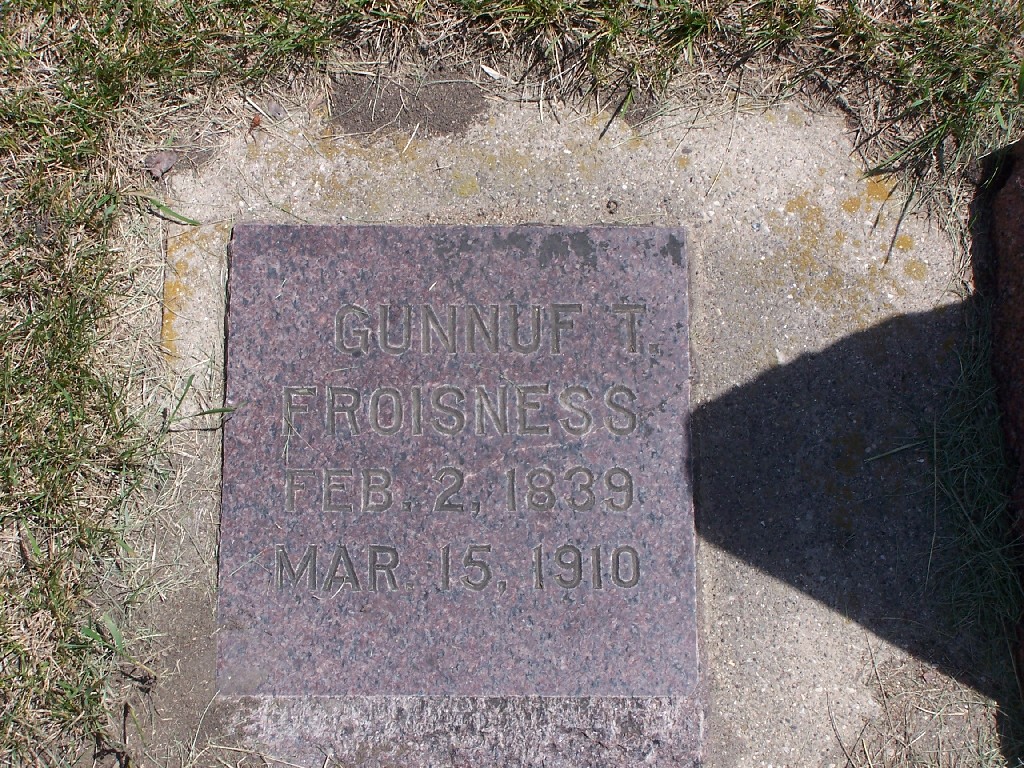 GUNNUF T.
FROISNESS
FEB. 2, 1839
MAR. 15, 1910